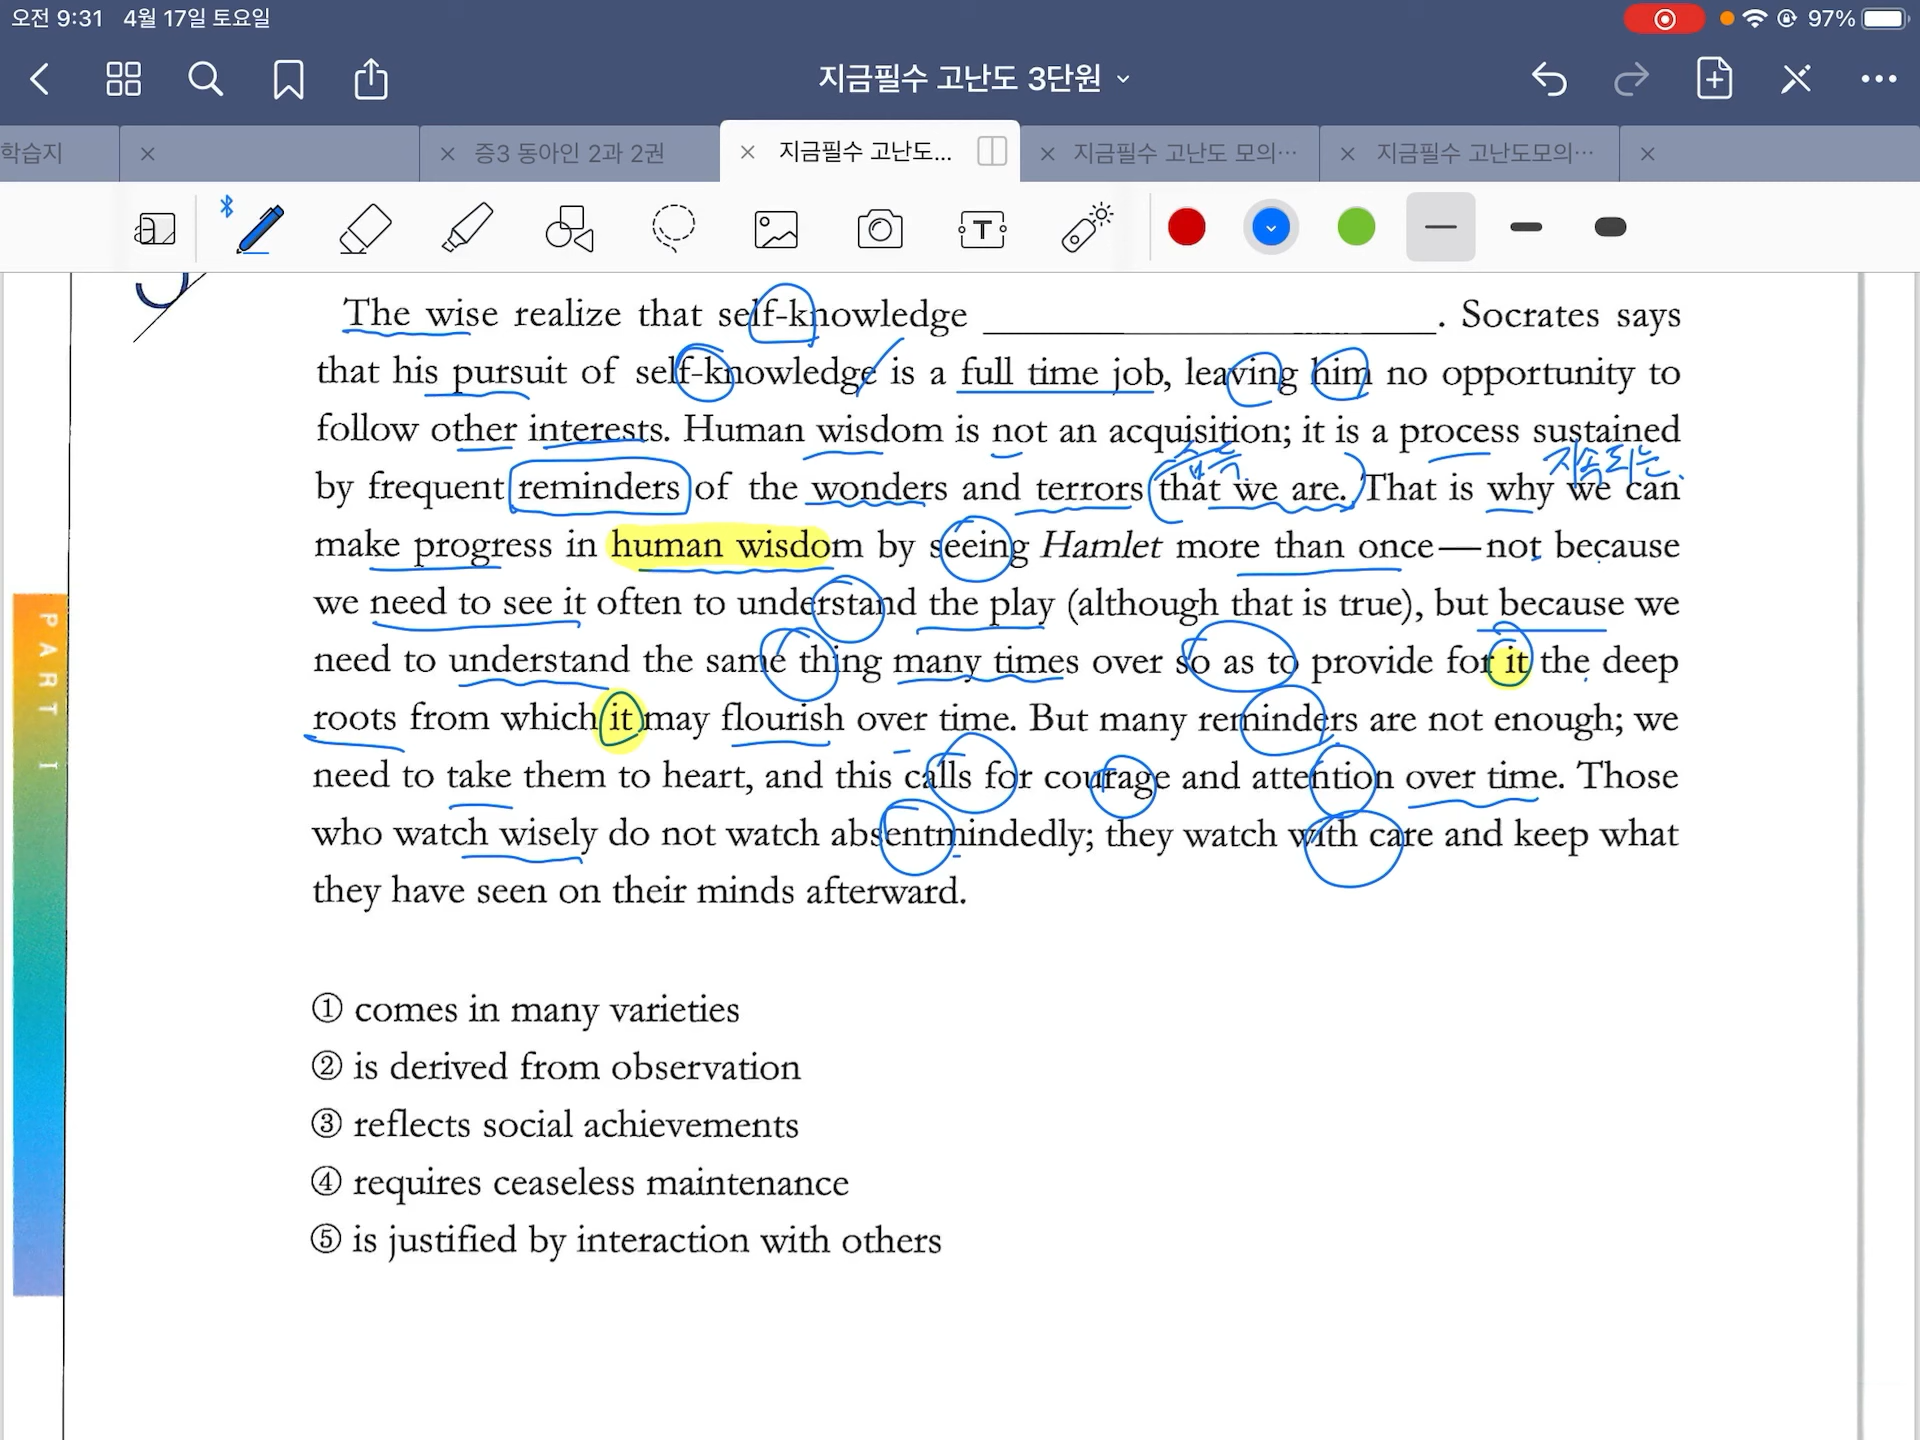 오전 9:31 4월 17일 토요일
97%
지금필수 고난도 3단원
학습지
증3 동아인 2과 2권
지금필수 고난도...
지금필수 고난도 모의...
지금필수 고난도모의...
The wise realize that self-knowledge ____________________. Socrates says
that his pursuit of self-knowledge is a full time job, leaving him no opportunity to
follow other interests. Human wisdom is not an acquisition; it is a process sustained
습득
지속되는
by frequent reminders of the wonders and terrors that we are. That is why we can
make progress in human wisdom by seeing Hamlet more than once—not because
we need to see it often to understand the play (although that is true), but because we
need to understand the same thing many times over so as to provide for it the deep
roots from which it may flourish over time. But many reminders are not enough; we
need to take them to heart, and this calls for courage and attention over time. Those
who watch wisely do not watch absentmindedly; they watch with care and keep what
they have seen on their minds afterward.
PART I
① comes in many varieties
② is derived from observation
③ reflects social achievements
④ requires ceaseless maintenance
⑤ is justified by interaction with others